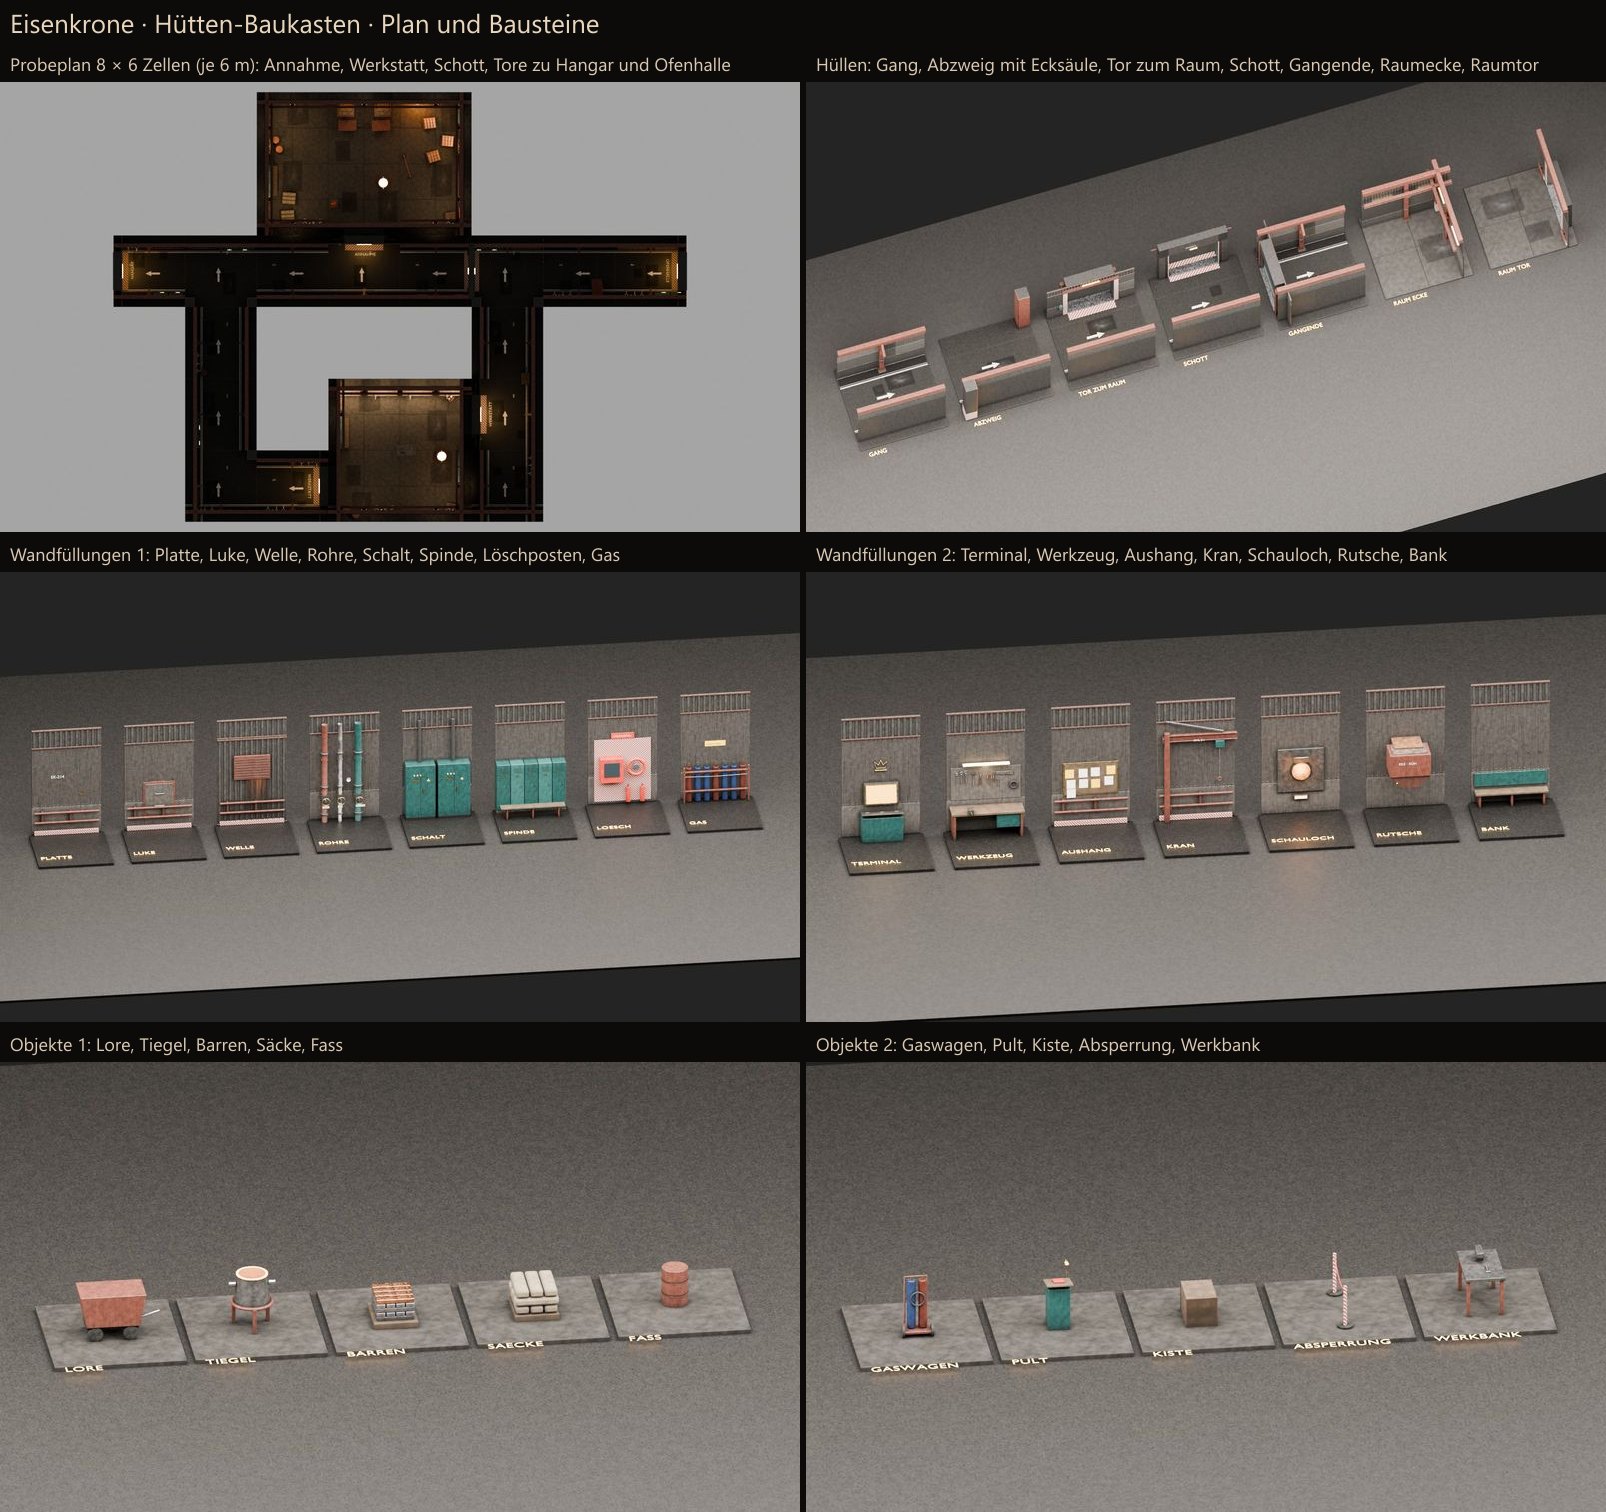 Eisenkrone · Hütten-Baukasten · Plan und Bausteine
Probeplan 8 × 6 Zellen (je 6 m): Annahme, Werkstatt, Schott, Tore zu Hangar und Ofenhalle
Hüllen: Gang, Abzweig mit Ecksäule, Tor zum Raum, Schott, Gangende, Raumecke, Raumtor
GANG
ABZWEIG
TOR ZUM RAUM
SCHOTT
GANGENDE
RAUM ECKE
RAUM TOR
Wandfüllungen 1: Platte, Luke, Welle, Rohre, Schalt, Spinde, Löschposten, Gas
PLATTE
LUKE
WELLE
ROHRE
SCHALT
SPINDE
LOESCH
GAS
Wandfüllungen 2: Terminal, Werkzeug, Aushang, Kran, Schauloch, Rutsche, Bank
TERMINAL
WERKZEUG
AUSHANG
KRAN
SCHAULOCH
RUTSCHE
BANK
Objekte 1: Lore, Tiegel, Barren, Säcke, Fass
LORE
TIEGEL
BARREN
SAECKE
FASS
Objekte 2: Gaswagen, Pult, Kiste, Absperrung, Werkbank
GASWAGEN
PULT
KISTE
ABSPERRUNG
WERKBANK